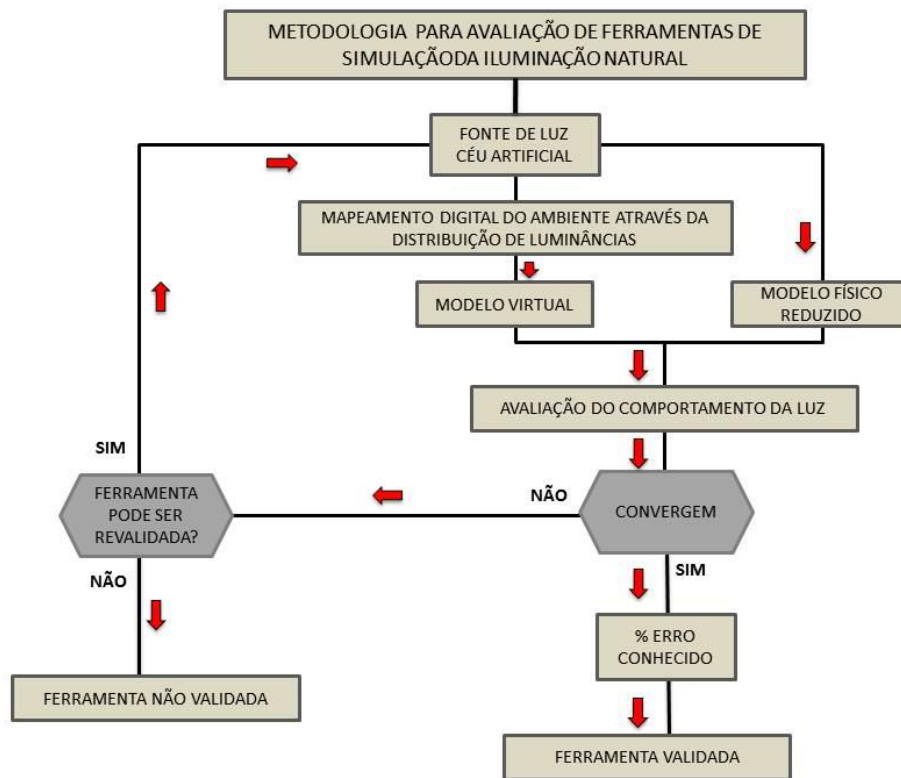 METODOLOGIA PARA AVALIAÇÃO DE FERRAMENTAS DE
SIMULAÇÃODA ILUMINAÇÃO NATURAL
FONTE DE LUZ
CÉU ARTIFICIAL
MAPEAMENTO DIGITAL DO AMBIENTE ATRAVÉS DA
DISTRIBUIÇÃO DE LUMINÂNCIAS
MODELO VIRTUAL
MODELO FÍSICO
REDUZIDO
AVALIAÇÃO DO COMPORTAMENTO DA LUZ
SIM
FERRAMENTA
PODE SER
REVALIDADA?
NÃO
CONVERGEM
NÃO
SIM
% ERRO
CONHECIDO
FERRAMENTA NÃO VALIDADA
FERRAMENTA VALIDADA